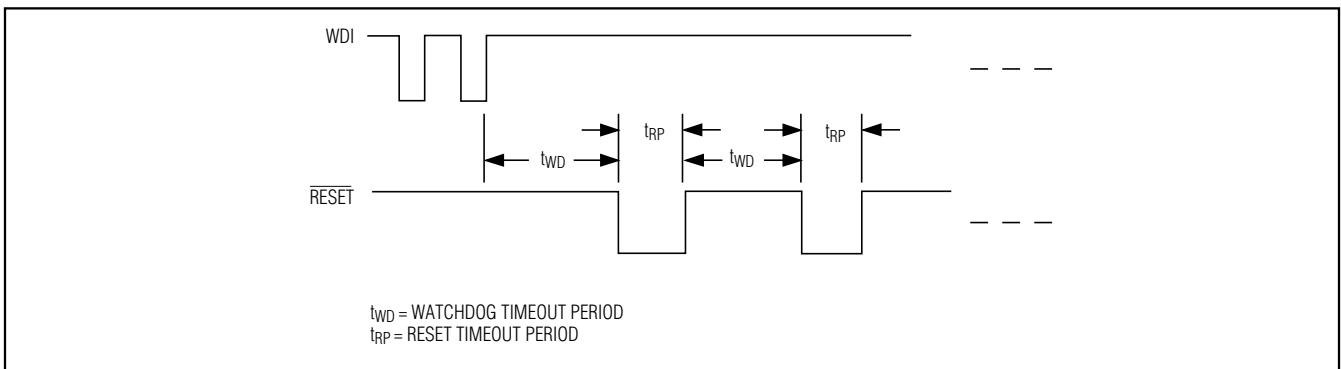 WDI
tRP
tRP
tWD
tWD
RESET
tWD = WATCHDOG TIMEOUT PERIOD
tRP = RESET TIMEOUT PERIOD